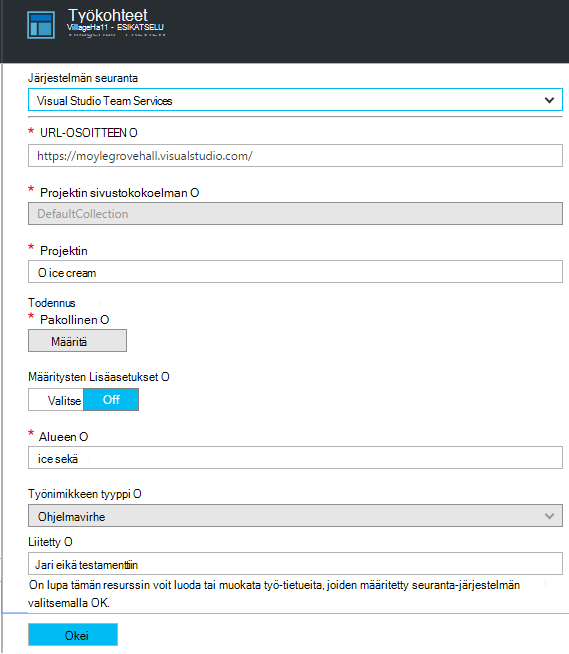 Työkohteet
VillageHa11 - ESIKATSELU
Järjestelmän seuranta
Visual Studio Team Services
* URL-OSOITTEEN O
https://moylegrovehall.visualstudio.com/
* Projektin sivustokokoelman O
DefaultCollection
* Projektin
O ice cream
Todennus
* Pakollinen O
Määritä
Määritysten Lisäasetukset O
Valitse Off
* Alueen O
ice sekä
Työnimikkeen tyyppi O
Ohjelmavirhe
Liitetty O
Jari eikä testamenttiin
On lupa tämän resurssin voit luoda tai muokata työ-tietueita, joiden määritetty seuranta-järjestelmän
valitsemalla OK.
Okei